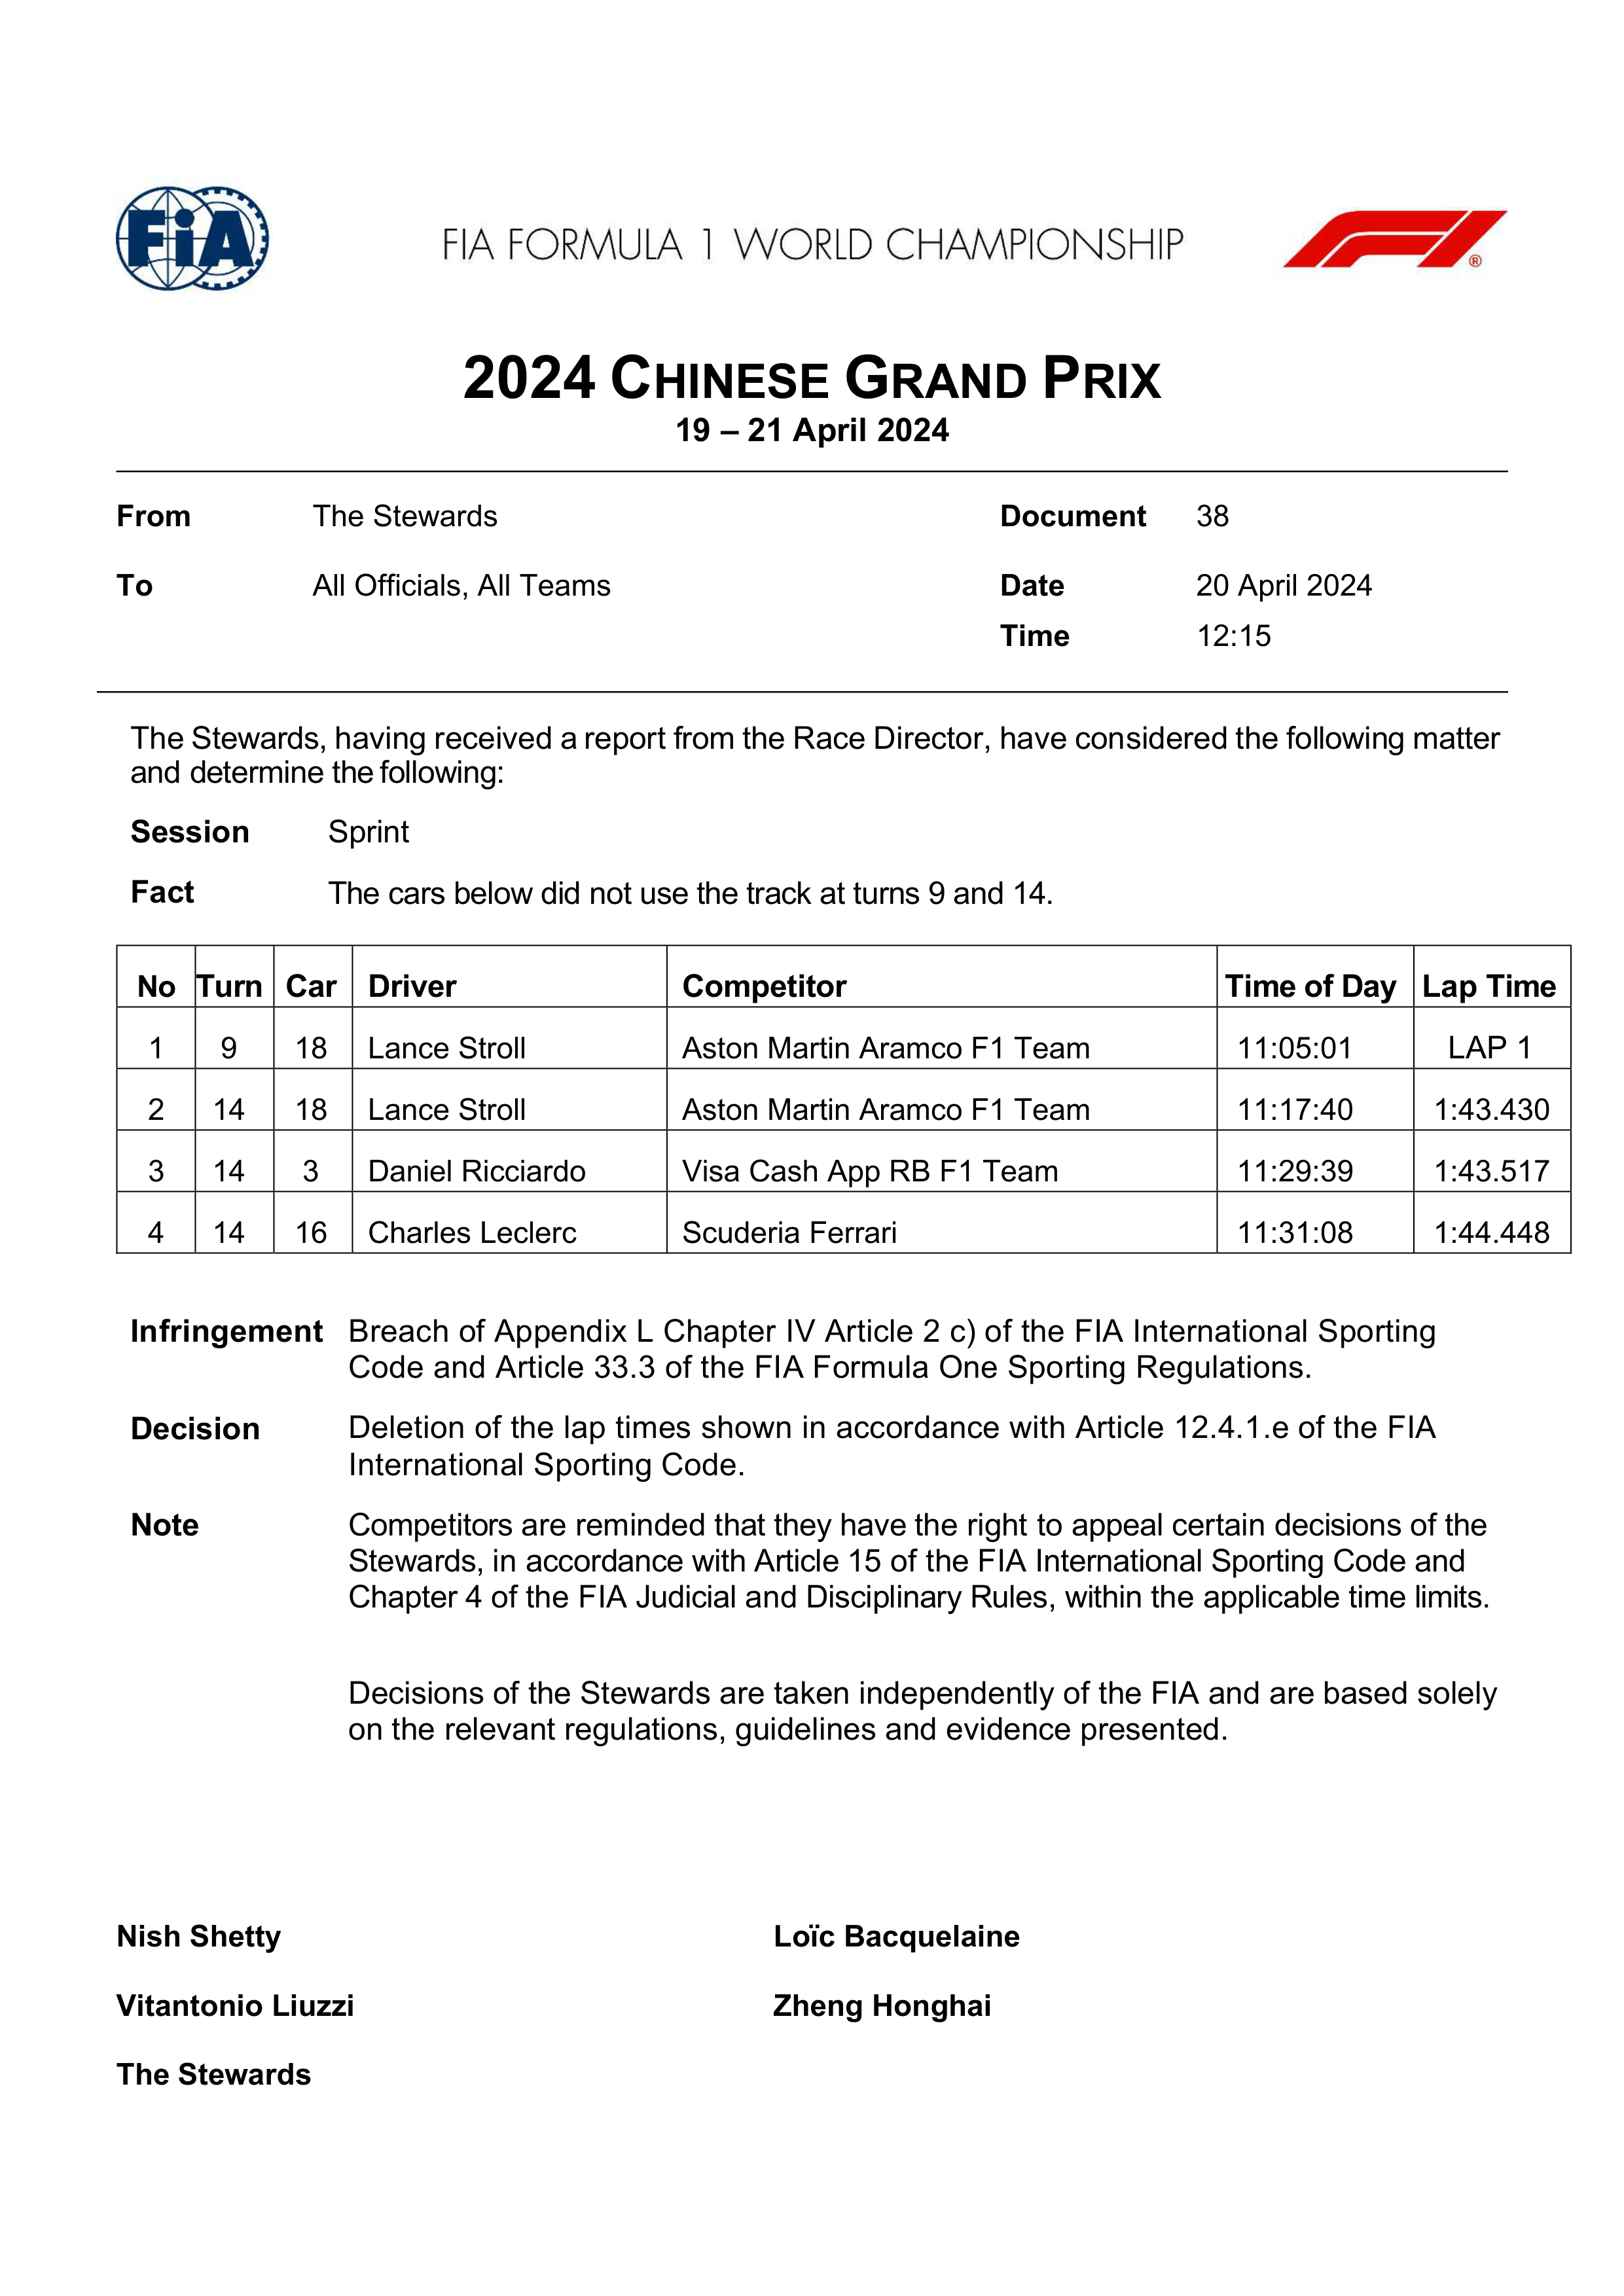 FiA
FIA FORMULA 1 WORLD CHAMPIONSHIP
F1®
2024 CHINESE GRAND PRIX
19 – 21 April 2024
From The Stewards Document 38
To All Officials, All Teams Date 20 April 2024
Time 12:15
The Stewards, having received a report from the Race Director, have considered the following matter
and determine the following:
Session Sprint
Fact The cars below did not use the track at turns 9 and 14.
No Turn Car Driver Competitor Time of Day Lap Time
1 9 18 Lance Stroll Aston Martin Aramco F1 Team 11:05:01 LAP 1
2 14 18 Lance Stroll Aston Martin Aramco F1 Team 11:17:40 1:43.430
3 14 3 Daniel Ricciardo Visa Cash App RB F1 Team 11:29:39 1:43.517
4 14 16 Charles Leclerc Scuderia Ferrari 11:31:08 1:44.448
Infringement Breach of Appendix L Chapter IV Article 2 c) of the FIA International Sporting
Code and Article 33.3 of the FIA Formula One Sporting Regulations.
Decision Deletion of the lap times shown in accordance with Article 12.4.1.e of the FIA
International Sporting Code.
Note Competitors are reminded that they have the right to appeal certain decisions of the
Stewards, in accordance with Article 15 of the FIA International Sporting Code and
Chapter 4 of the FIA Judicial and Disciplinary Rules, within the applicable time limits.
Decisions of the Stewards are taken independently of the FIA and are based solely
on the relevant regulations, guidelines and evidence presented.
Nish Shetty Loïc Bacquelaine
Vitantonio Liuzzi Zheng Honghai
The Stewards